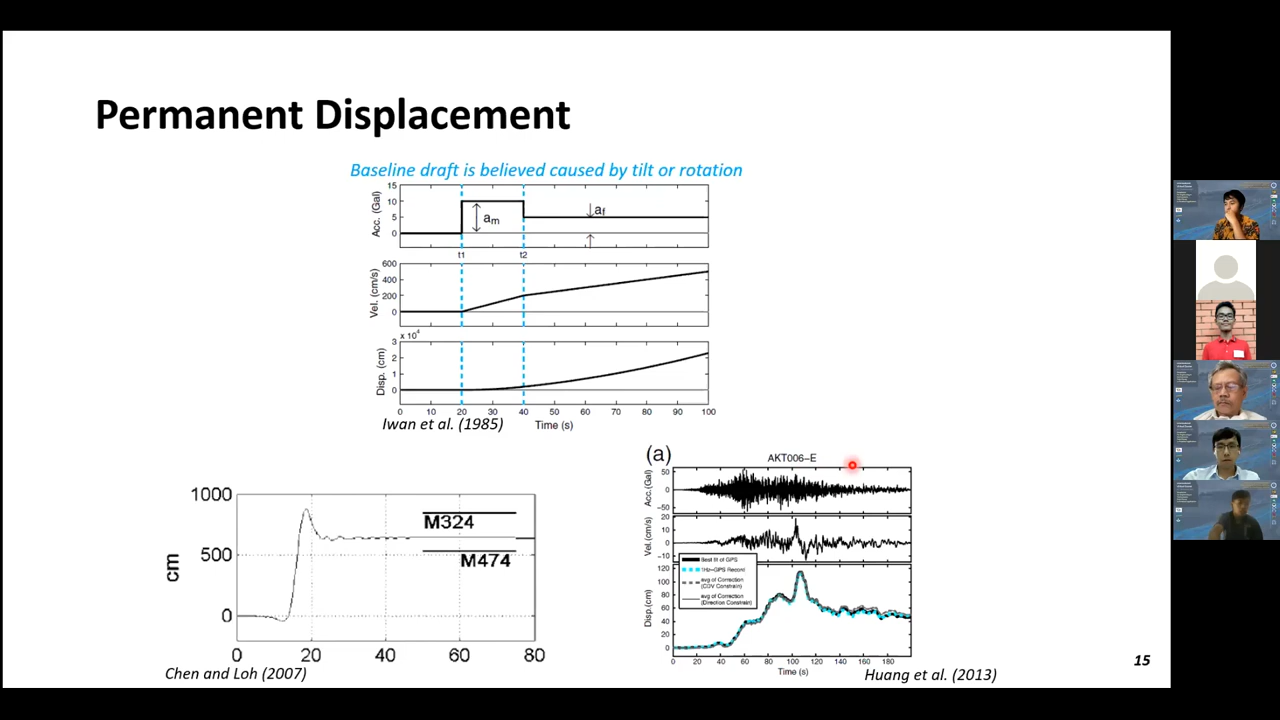 Permanent Displacement
Baseline draft is believed caused by tilt or rotation
15
10
5
0
Acc. (Gal)
am
af
t1 t2
600
400
200
0
Vel. (cm/s)
x 10^4
3
2
1
0
Disp. (cm)
0 10 20 30 40 50 60 70 80 90 100
Iwan et al. (1985)
Time (s)
(a)
AKT006-E
50
0
-50
Acc.(Gal)
20
10
0
-10
Vel.(cm/s)
Best fit of GPS
1Hz-GPS Record
avg of Correction
(CDV Constrain)
avg of Correction
(Direction Constrain)
120
100
80
60
40
20
0
Disp.(cm)
0 20 40 60 80 100 120 140 160 180
Time (s)
Huang et al. (2013)
1000
500
0
cm
M324
M474
0 20 40 60 80
Chen and Loh (2007)
15